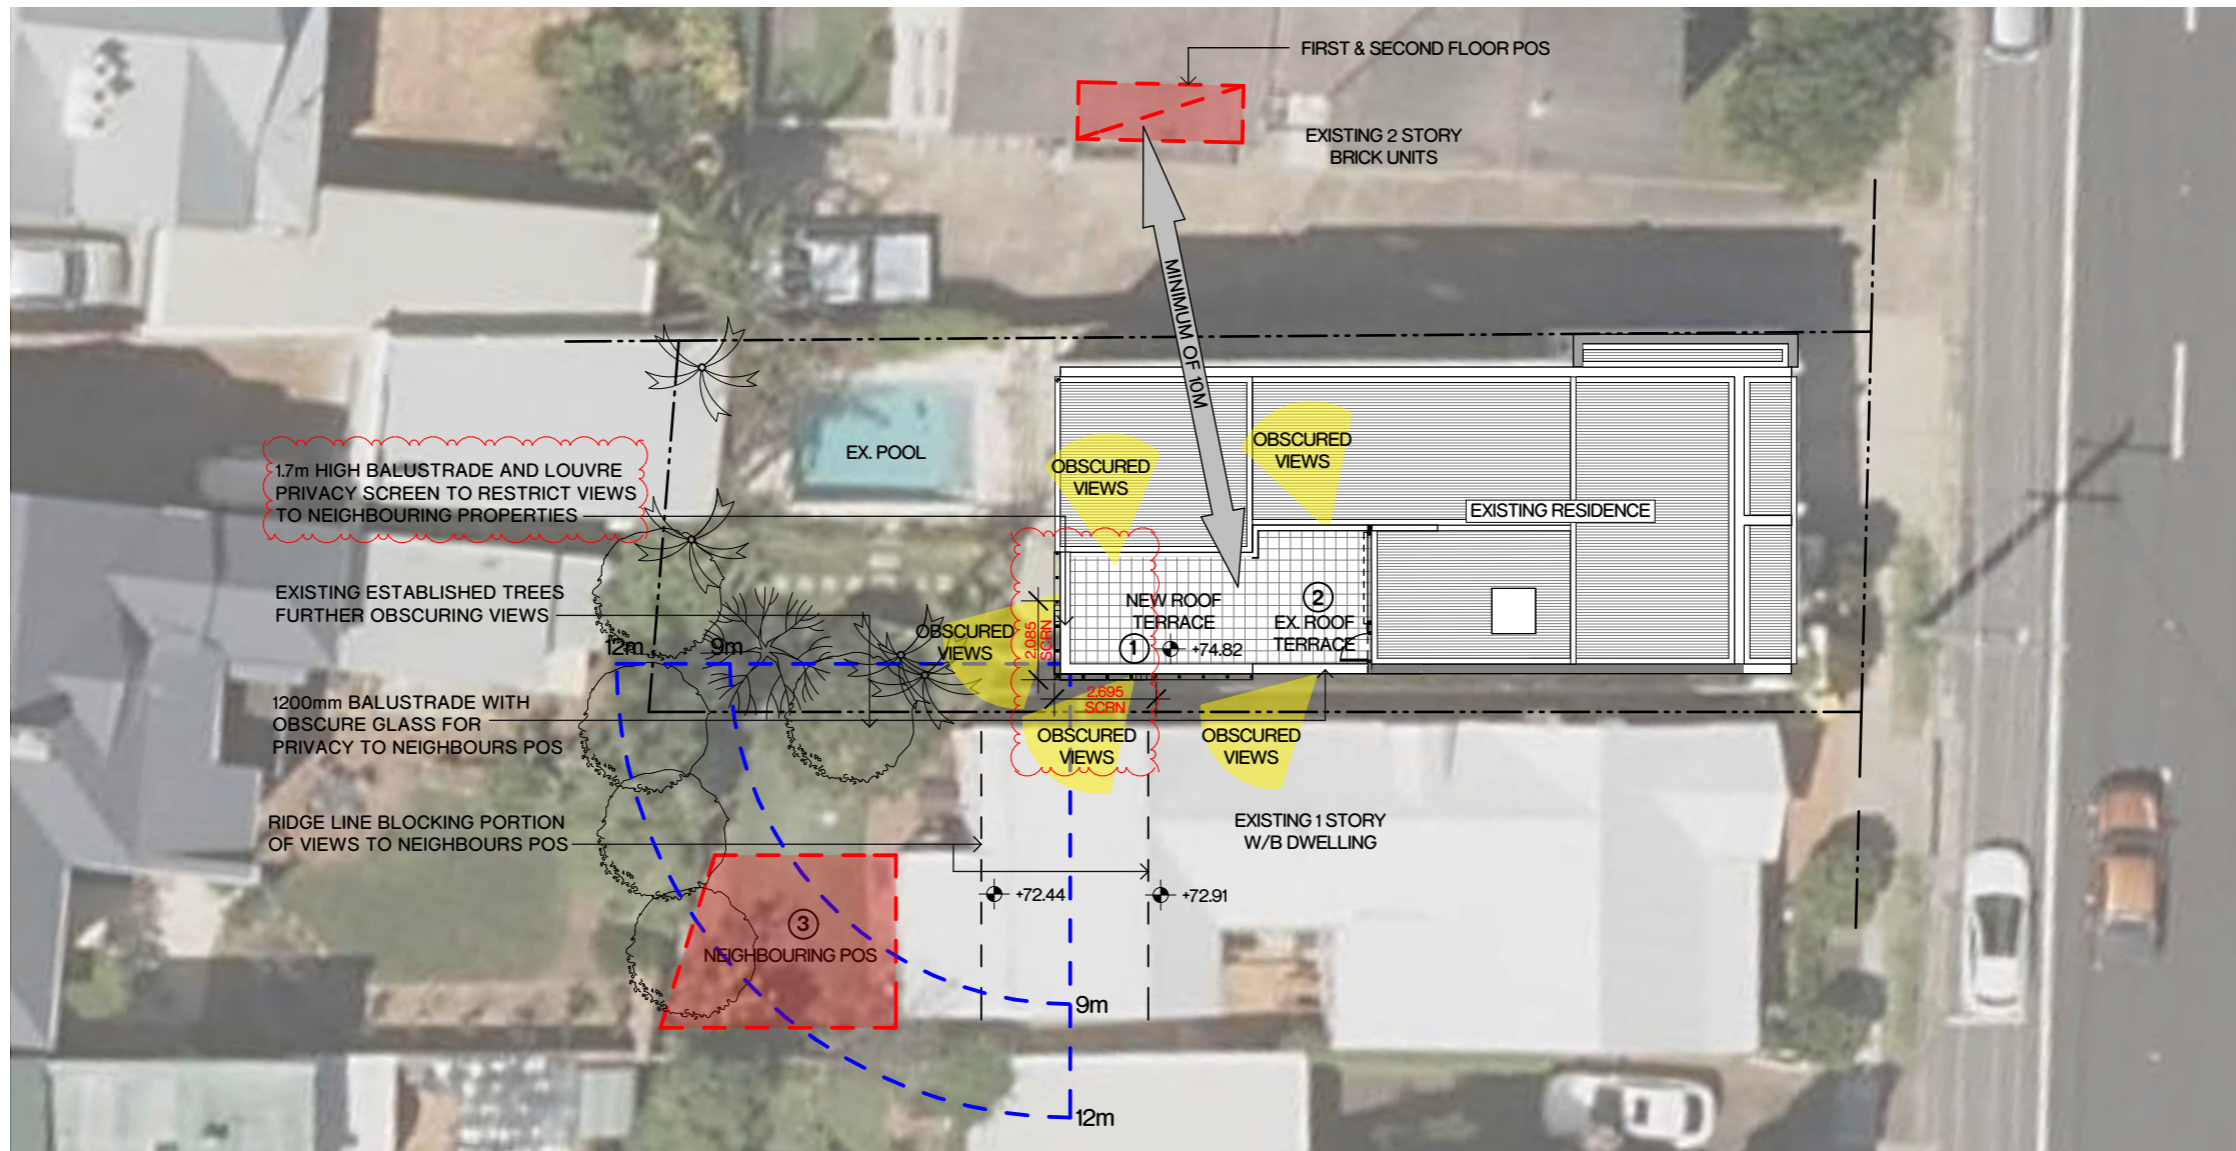 FIRST & SECOND FLOOR POS
EXISTING 2 STORY
BRICK UNITS
MINIMUM OF 10M
EX. POOL
OBSCURED
VIEWS
OBSCURED
VIEWS
EXISTING RESIDENCE
1.7m HIGH BALUSTRADE AND LOUVRE
PRIVACY SCREEN TO RESTRICT VIEWS
TO NEIGHBOURING PROPERTIES
EXISTING ESTABLISHED TREES
FURTHER OBSCURING VIEWS
NEW ROOF
TERRACE
1
+74.82
2
EX. ROOF
TERRACE
OBSCURED
VIEWS
2.085
SCRN
12m
9m
1200mm BALUSTRADE WITH
OBSCURE GLASS FOR
PRIVACY TO NEIGHBOURS POS
2.695
SCRN
OBSCURED
VIEWS
OBSCURED
VIEWS
RIDGE LINE BLOCKING PORTION
OF VIEWS TO NEIGHBOURS POS
EXISTING 1 STORY
W/B DWELLING
+72.44
+72.91
3
NEIGHBOURING POS
9m
12m